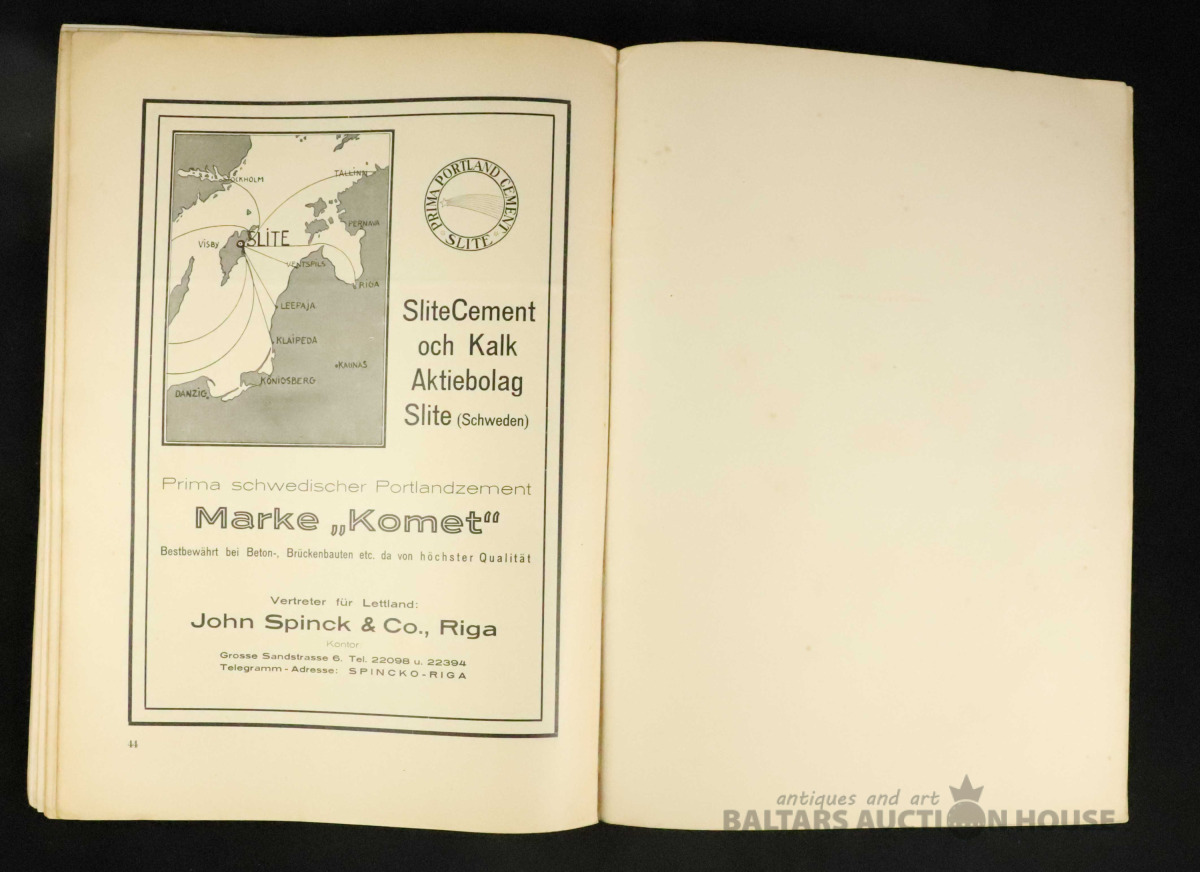 CKHOLM
TALLINN
PERNAVA
VISBY
SLITE
VENTSPILS
RIGA
LEEPAJA
KLAÏPEDA
KAUNAS
KÖNIGSBERG
DANZIG
PRIMA PORTLAND CEMENT
SLITE
SliteCement
och Kalk
Aktiebolag
Slite (Schweden)
Prima schwedischer Portlandzement
Marke „Komet“
Bestbewährt bei Beton-, Brückenbauten etc. da von höchster Qualität
Vertreter für Lettland:
John Spinck & Co., Riga
Kontor
Grosse Sandstrasse 6. Tel. 22098 u. 22394
Telegramm-Adresse: SPINCKO-RIGA
44
antiques and art
BALTARS AUCTION HOUSE